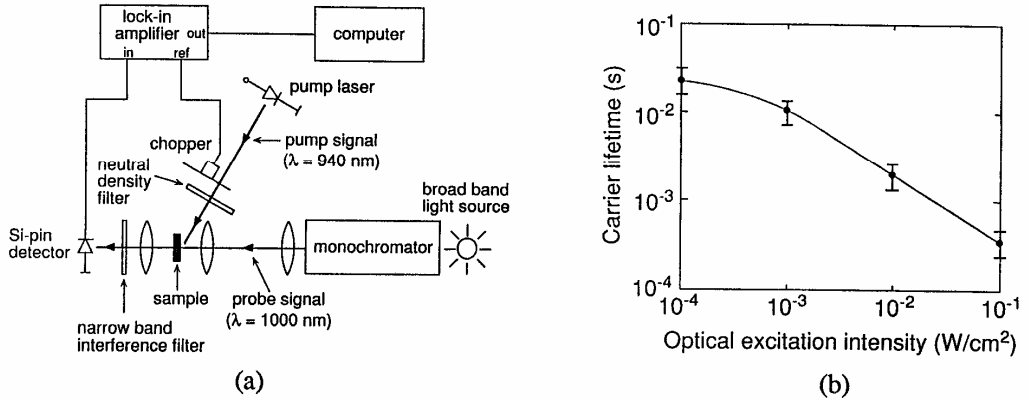 lock-in
amplifier out
in ref
computer
pump laser
pump signal
(λ = 940 nm)
chopper
neutral
density
filter
broad band
light source
Si-pin
detector
monochromator
sample
probe signal
(λ = 1000 nm)
narrow band
interference filter
(a)
Carrier lifetime (s)
10⁻¹
10⁻²
10⁻³
10⁻⁴
10⁻⁴ 10⁻³ 10⁻² 10⁻¹
Optical excitation intensity (W/cm²)
(b)